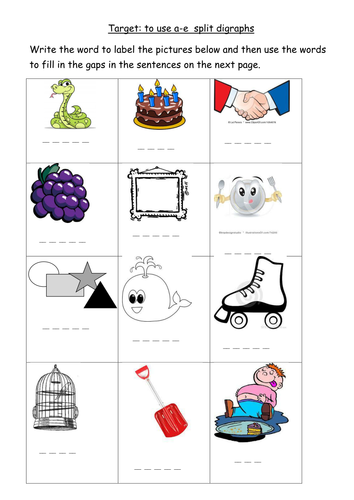 Target: to use a-e split digraphs
Write the word to label the pictures below and then use the words
to fill in the gaps in the sentences on the next page.